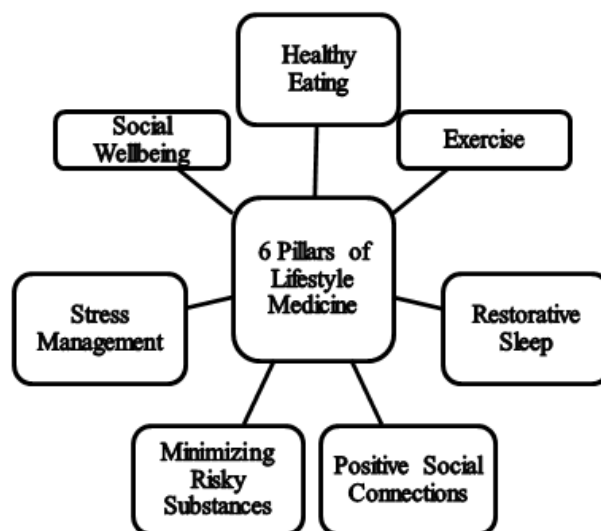 Healthy
Eating
Social
Wellbeing
Exercise
6 Pillars of
Lifestyle
Medicine
Stress
Management
Restorative
Sleep
Minimizing
Risky
Substances
Positive Social
Connections